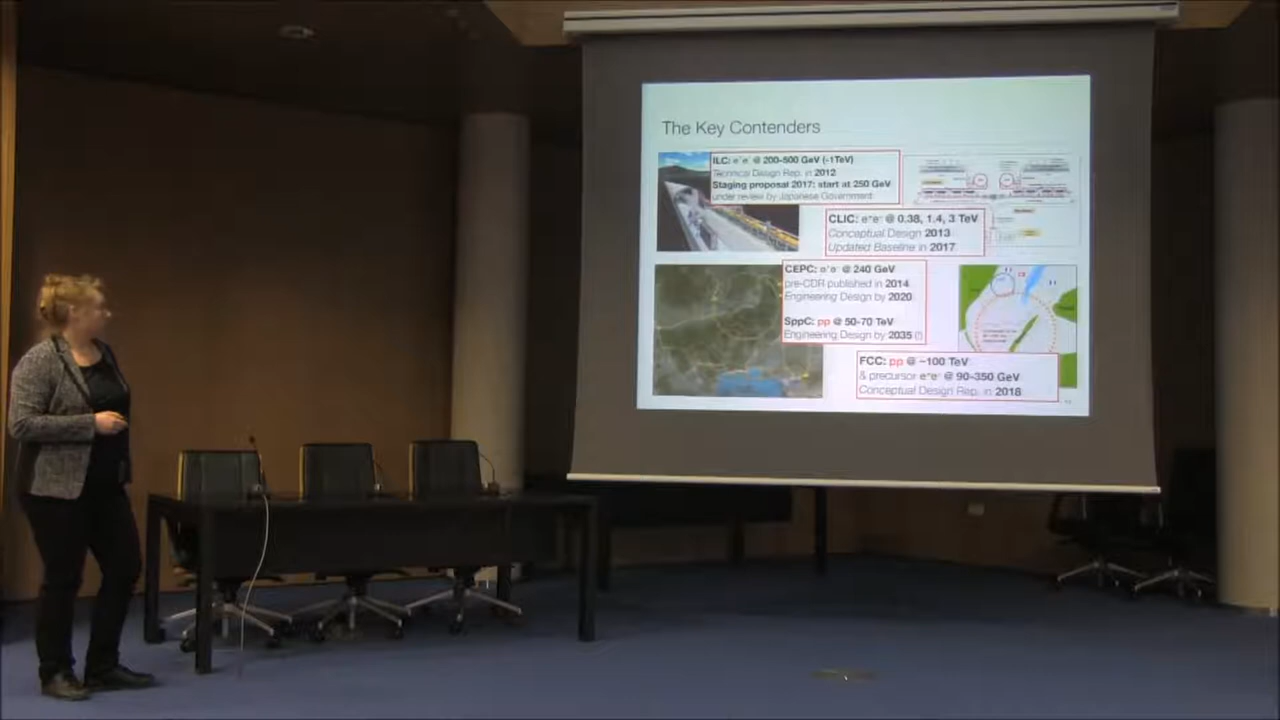 The Key Contenders
ILC: e⁺e⁻ @ 200-500 GeV (-1TeV)
Technical Design Rep. in 2012
Staging proposal 2017: start at 250 GeV
under review by Japanese Government
CLIC: e⁺e⁻ @ 0.38, 1.4, 3 TeV
Conceptual Design 2013
Updated Baseline in 2017
CEPC: e⁺e⁻ @ 240 GeV
pre-CDR published in 2014
Engineering Design by 2020
SppC: pp @ 50-70 TeV
Engineering Design by 2035 (!)
FCC: pp @ ~100 TeV
& precursor e⁺e⁻ @ 90-350 GeV
Conceptual Design Rep. in 2018